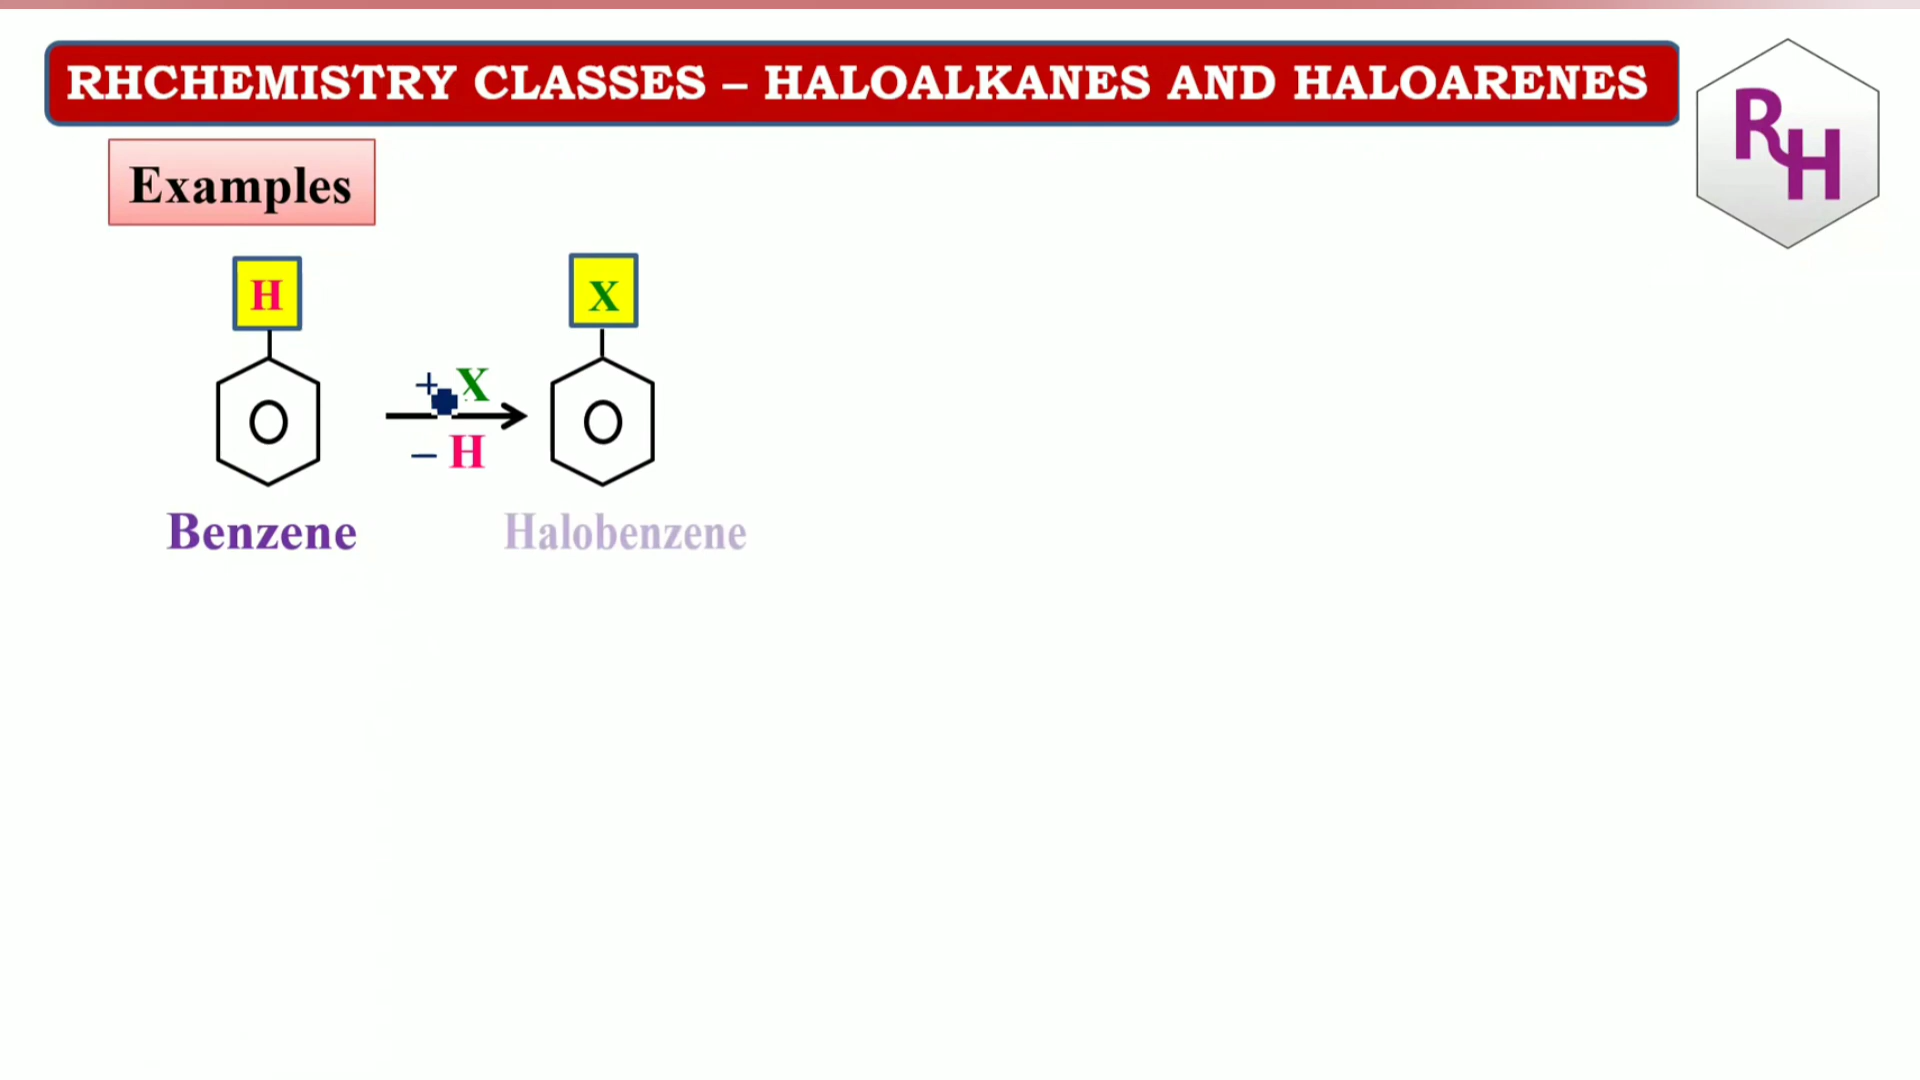 RHCHEMISTRY CLASSES – HALOALKANES AND HALOARENES
RH
Examples
H
X
+ X
– H
Benzene
Halobenzene